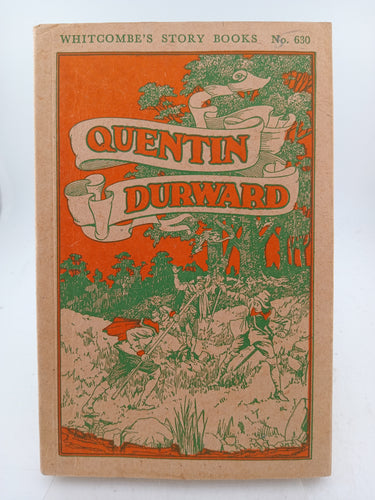 WHITCOMBE'S STORY BOOKS No. 630
QUENTIN
DURWARD